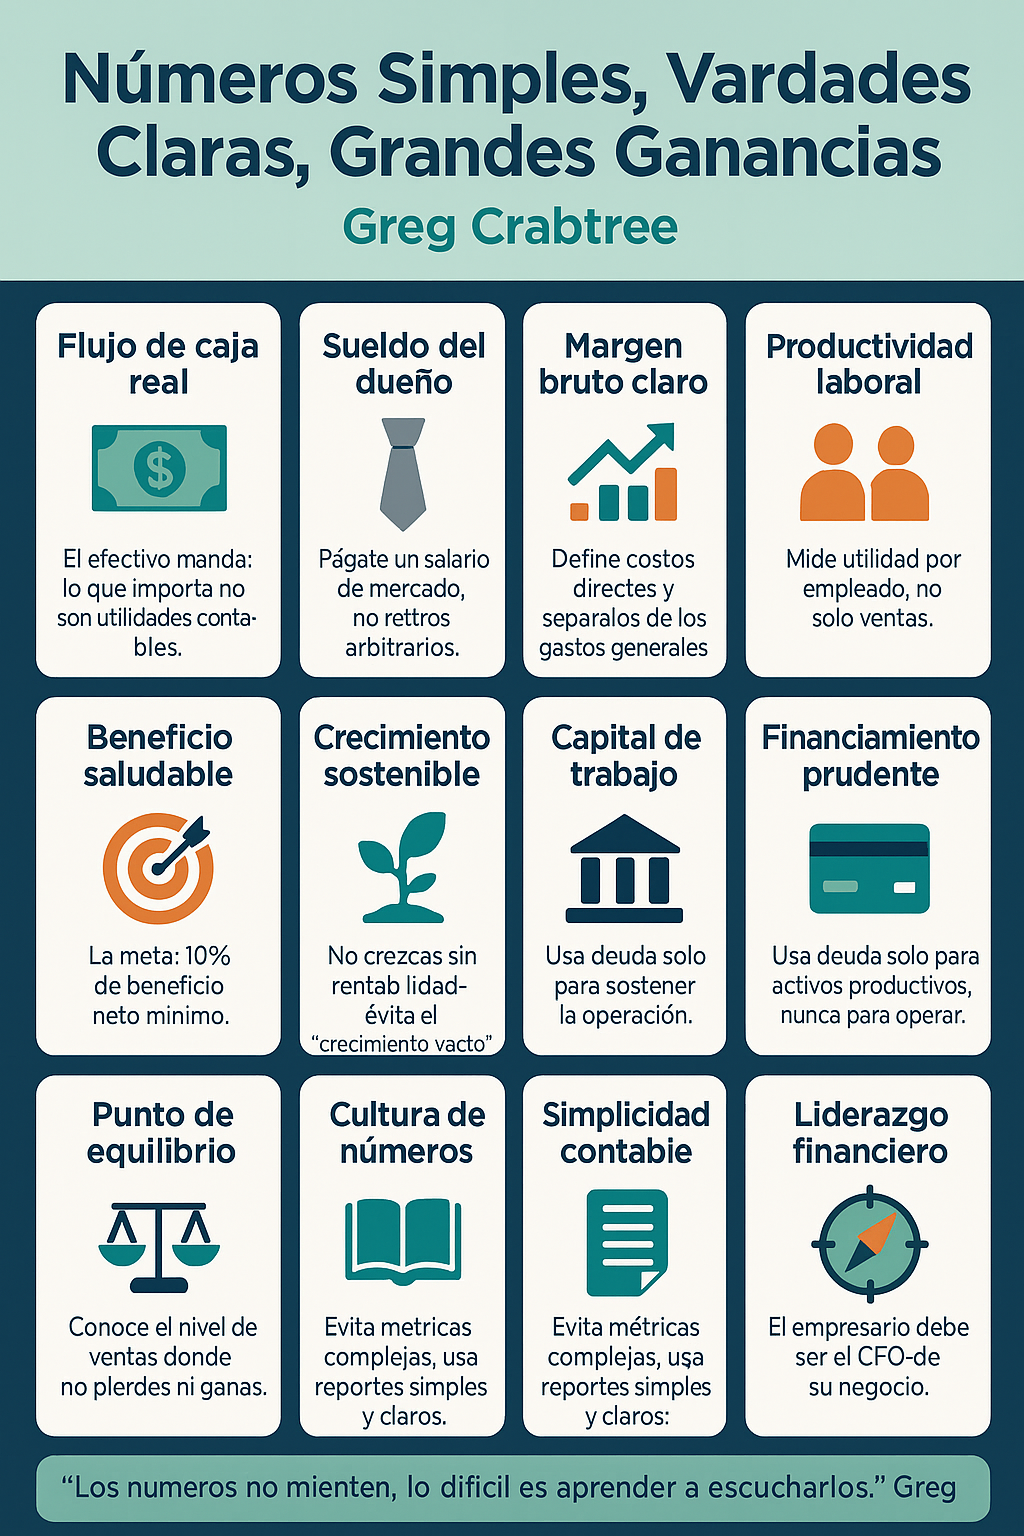 Números Simples, Vardades
Claras, Grandes Ganancias
Greg Crabtree
Flujo de caja
real
$
El efectivo manda:
lo que importa no
son utilidades conta-
bles.
Sueldo del
dueño
Págate un salario
de mercado,
no rettros
arbitrarios.
Margen
bruto claro
Define costos
directes y
separalos de los
gastos generales
Productividad
laboral
Mide utilidad por
empleado, no
solo ventas.
Beneficio
saludable
La meta: 10%
de beneficio
neto minimo.
Crecimiento
sostenible
No crezcas sin
rentab lidad–
évita el
“crecimiento vacto”
Capital de
trabajo
Usa deuda solo
para sostener
la operación.
Financiamiento
prudente
Usa deuda solo para
activos productivos,
nunca para operar.
Punto de
equilibrio
Conoce el nivel de
ventas donde
no plerdes ni ganas.
Cultura de
números
Evita metricas
complejas, usa
reportes simples
y claros.
Simplicidad
contabie
Evita métricas
complejas, usa
reportes simples
y claros:
Liderazgo
financiero
El empresario debe
ser el CFO-de
su negocio.
“Los numeros no mienten, lo dificil es aprender a escucharlos.” Greg